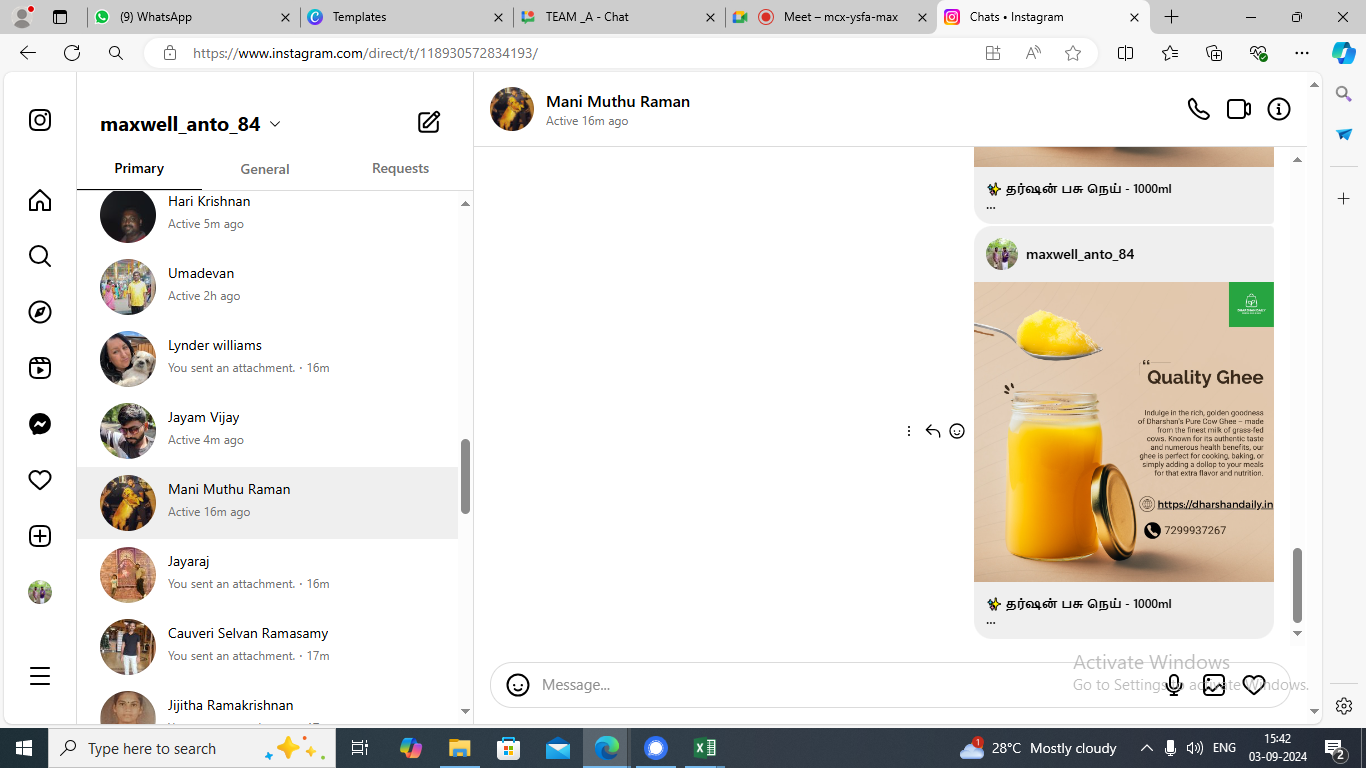 (9) WhatsApp
Templates
TEAM _A - Chat
Meet – mcx-ysfa-max
Chats • Instagram
https://www.instagram.com/direct/t/118930572834193/
maxwell_anto_84
Primary
General
Requests
Hari Krishnan
Active 5m ago
Umadevan
Active 2h ago
Lynder williams
You sent an attachment. · 16m
Jayam Vijay
Active 4m ago
Mani Muthu Raman
Active 16m ago
Jayaraj
You sent an attachment. · 16m
Cauveri Selvan Ramasamy
You sent an attachment. · 17m
Jijitha Ramakrishnan
Mani Muthu Raman
Active 16m ago
✨ தர்ஷன் பசு நெய் - 1000ml
...
maxwell_anto_84
DHARSHANDAILY
Quality Ghee
Indulge in the rich, golden goodness
of Dharshan's Pure Cow Ghee – made
from the finest milk of grass-fed
cows. Known for its authentic taste
and numerous health benefits, our
ghee is perfect for cooking, baking, or
simply adding a dollop to your meals
for that extra flavor and nutrition.
https://dharshandaily.in
7299937267
✨ தர்ஷன் பசு நெய் - 1000ml
...
Message...
Activate Windows
Go to Settings to activate Windows.
Type here to search
1
28°C Mostly cloudy
ENG
15:42
03-09-2024
2